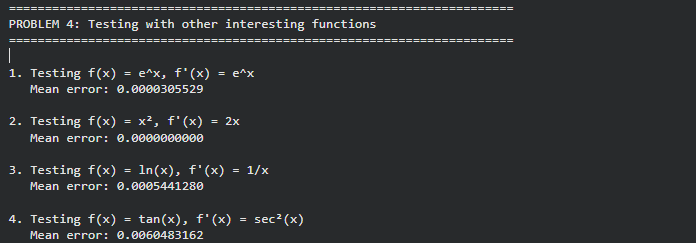 ======================================================================
PROBLEM 4: Testing with other interesting functions
======================================================================
1. Testing f(x) = e^x, f'(x) = e^x
Mean error: 0.0000305529
2. Testing f(x) = x², f'(x) = 2x
Mean error: 0.0000000000
3. Testing f(x) = ln(x), f'(x) = 1/x
Mean error: 0.0005441280
4. Testing f(x) = tan(x), f'(x) = sec²(x)
Mean error: 0.0060483162